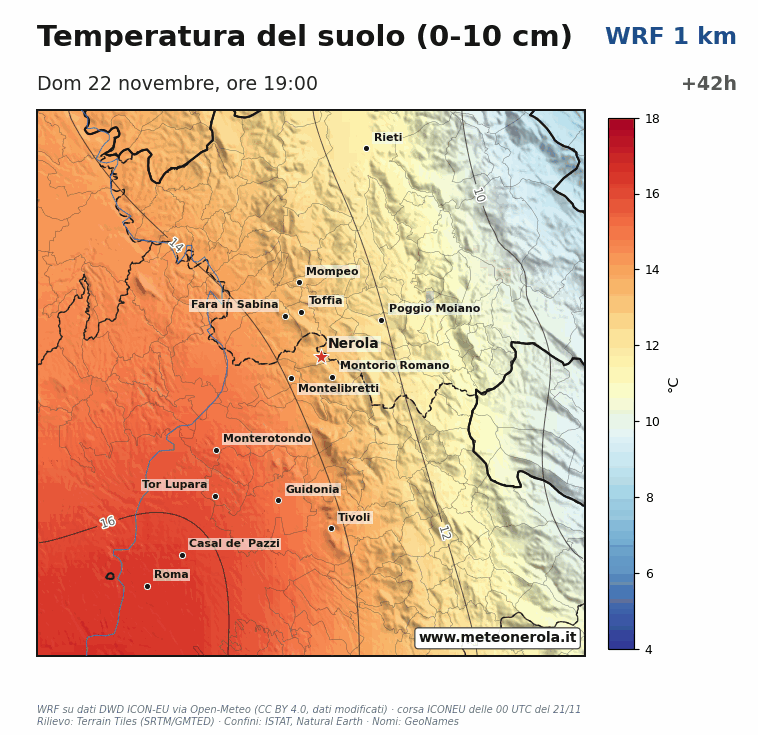 Temperatura del suolo (0-10 cm) WRF 1 km
Dom 22 novembre, ore 19:00 +42h
Rieti
18
16
14
12
10
8
6
4
°C
10
14
Mompeo
Fara in Sabina
Toffia
Poggio Moiano
Nerola
Montorio Romano
Montelibretti
Monterotondo
Tor Lupara
Guidonia
Tivoli
16
12
Casal de' Pazzi
Roma
www.meteonerola.it
WRF su dati DWD ICON-EU via Open-Meteo (CC BY 4.0, dati modificati) · corsa ICONEU delle 00 UTC del 21/11
Rilievo: Terrain Tiles (SRTM/GMTED) · Confini: ISTAT, Natural Earth · Nomi: GeoNames